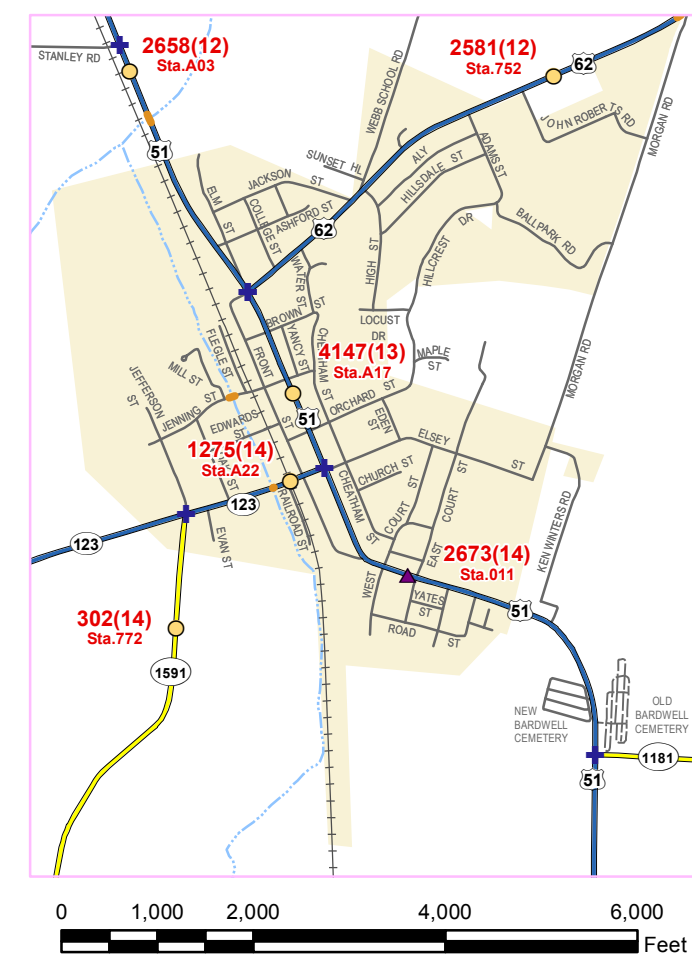 2658(12)
Sta.A03
2581(12)
Sta.752
STANLEY RD
62
WEBB SCHOOL RD
JOHN ROBERTS RD
MORGAN RD
51
SUNSET HL
ALY
ADAMS ST
HILLSDALE ST
JACKSON ST
ELM ST
COLLEGE ST
ASHFORD ST
62
HILLCREST DR
BALLPARK RD
HIGH ST
WATER ST
BROWN ST
LOCUST DR
FLEGLE ST
FRONT ST
YANCY ST
CHEATHAM ST
4147(13)
Sta.A17
MAPLE ST
MORGAN RD
MILL ST
JEFFERSON ST
JENNING ST
EDWARDS
51
ORCHARD ST
EDEN ST
ELSEY ST
1275(14)
Sta.A22
CHURCH ST
CHEATHAM ST
WEST COURT ST
EAST COURT ST
KEN WINTERS RD
123
123
RAILROAD ST
EVAN ST
2673(14)
Sta.011
YATES ST
51
ROAD ST
302(14)
Sta.772
1591
NEW BARDWELL CEMETERY
OLD BARDWELL CEMETERY
1181
51
0 1,000 2,000 4,000 6,000
Feet